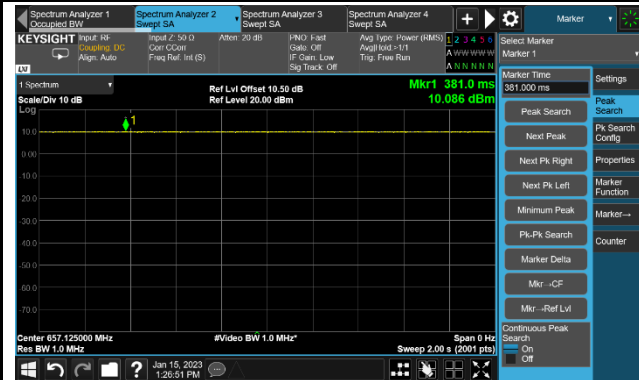 Spectrum Analyzer 1
Occupied BW
Spectrum Analyzer 2
Swept SA
Spectrum Analyzer 3
Swept SA
Spectrum Analyzer 4
Swept SA
Marker
KEYSIGHT
Input: RF
Coupling: DC
Align: Auto
Input Z: 50 Ω
Corr CCorr
Freq Ref: Int (S)
Atten: 20 dB
PNO: Fast
Gate: Off
IF Gain: Low
Sig Track: Off
Avg Type: Power (RMS)
Avg|Hold:>1/1
Trig: Free Run
1 2 3 4 5 6
A W W W W W
A N N N N N
LXI
Select Marker
Marker 1
1 Spectrum
Scale/Div 10 dB
Log
Ref Lvl Offset 10.50 dB
Ref Level 20.00 dBm
Mkr1 381.0 ms
10.086 dBm
1
10.0
0.00
-10.0
-20.0
-30.0
-40.0
-50.0
-60.0
-70.0
Center 657.125000 MHz
Res BW 1.0 MHz
#Video BW 1.0 MHz*
Span 0 Hz
Sweep 2.00 s (2001 pts)
Marker Time
381.000 ms
Peak Search
Next Peak
Next Pk Right
Next Pk Left
Minimum Peak
Pk-Pk Search
Marker Delta
Mkr→CF
Mkr→Ref Lvl
Continuous Peak
Search
On
Off
Settings
Peak
Search
Pk Search
Config
Properties
Marker
Function
Marker→
Counter
?
Jan 15, 2023
1:26:51 PM